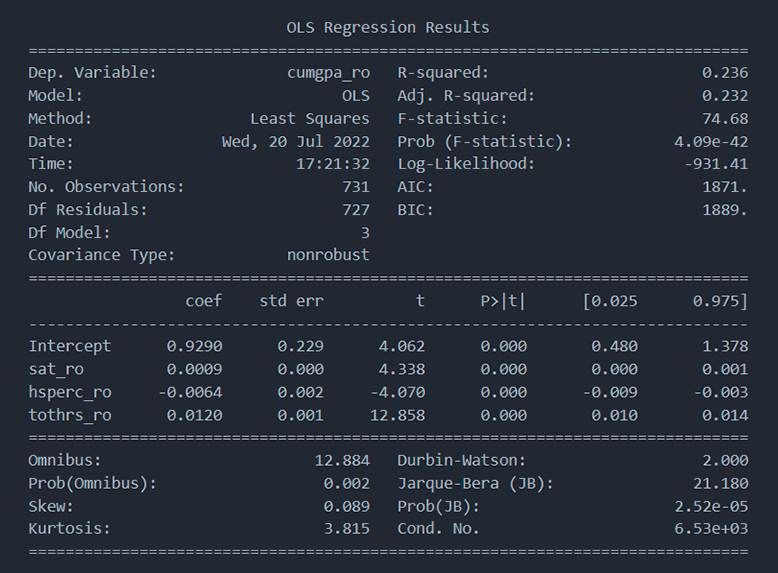 OLS Regression Results
==============================================================================
Dep. Variable:              cumgpa_ro   R-squared:                       0.236
Model:                            OLS   Adj. R-squared:                  0.232
Method:                 Least Squares   F-statistic:                     74.68
Date:                Wed, 20 Jul 2022   Prob (F-statistic):           4.09e-42
Time:                        17:21:32   Log-Likelihood:                -931.41
No. Observations:                 731   AIC:                             1871.
Df Residuals:                     727   BIC:                             1889.
Df Model:                           3
Covariance Type:            nonrobust
==============================================================================
                 coef    std err          t      P>|t|      [0.025      0.975]
------------------------------------------------------------------------------
Intercept      0.9290      0.229      4.062      0.000       0.480       1.378
sat_ro         0.0009      0.000      4.338      0.000       0.000       0.001
hsperc_ro     -0.0064      0.002     -4.070      0.000      -0.009      -0.003
tothrs_ro      0.0120      0.001     12.858      0.000       0.010       0.014
==============================================================================
Omnibus:                       12.884   Durbin-Watson:                   2.000
Prob(Omnibus):                  0.002   Jarque-Bera (JB):               21.180
Skew:                           0.089   Prob(JB):                     2.52e-05
Kurtosis:                       3.815   Cond. No.                     6.53e+03
==============================================================================